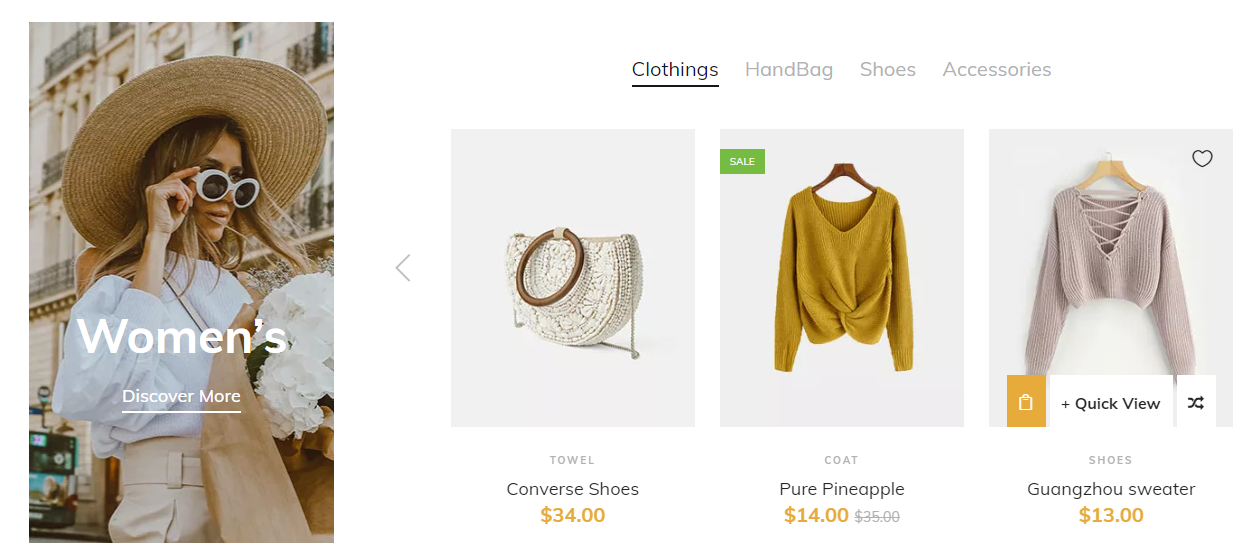 Women's
Discover More
Clothings HandBag Shoes Accessories
SALE
+ Quick View
TOWEL
Converse Shoes
$34.00
COAT
Pure Pineapple
$14.00 $35.00
SHOES
Guangzhou sweater
$13.00